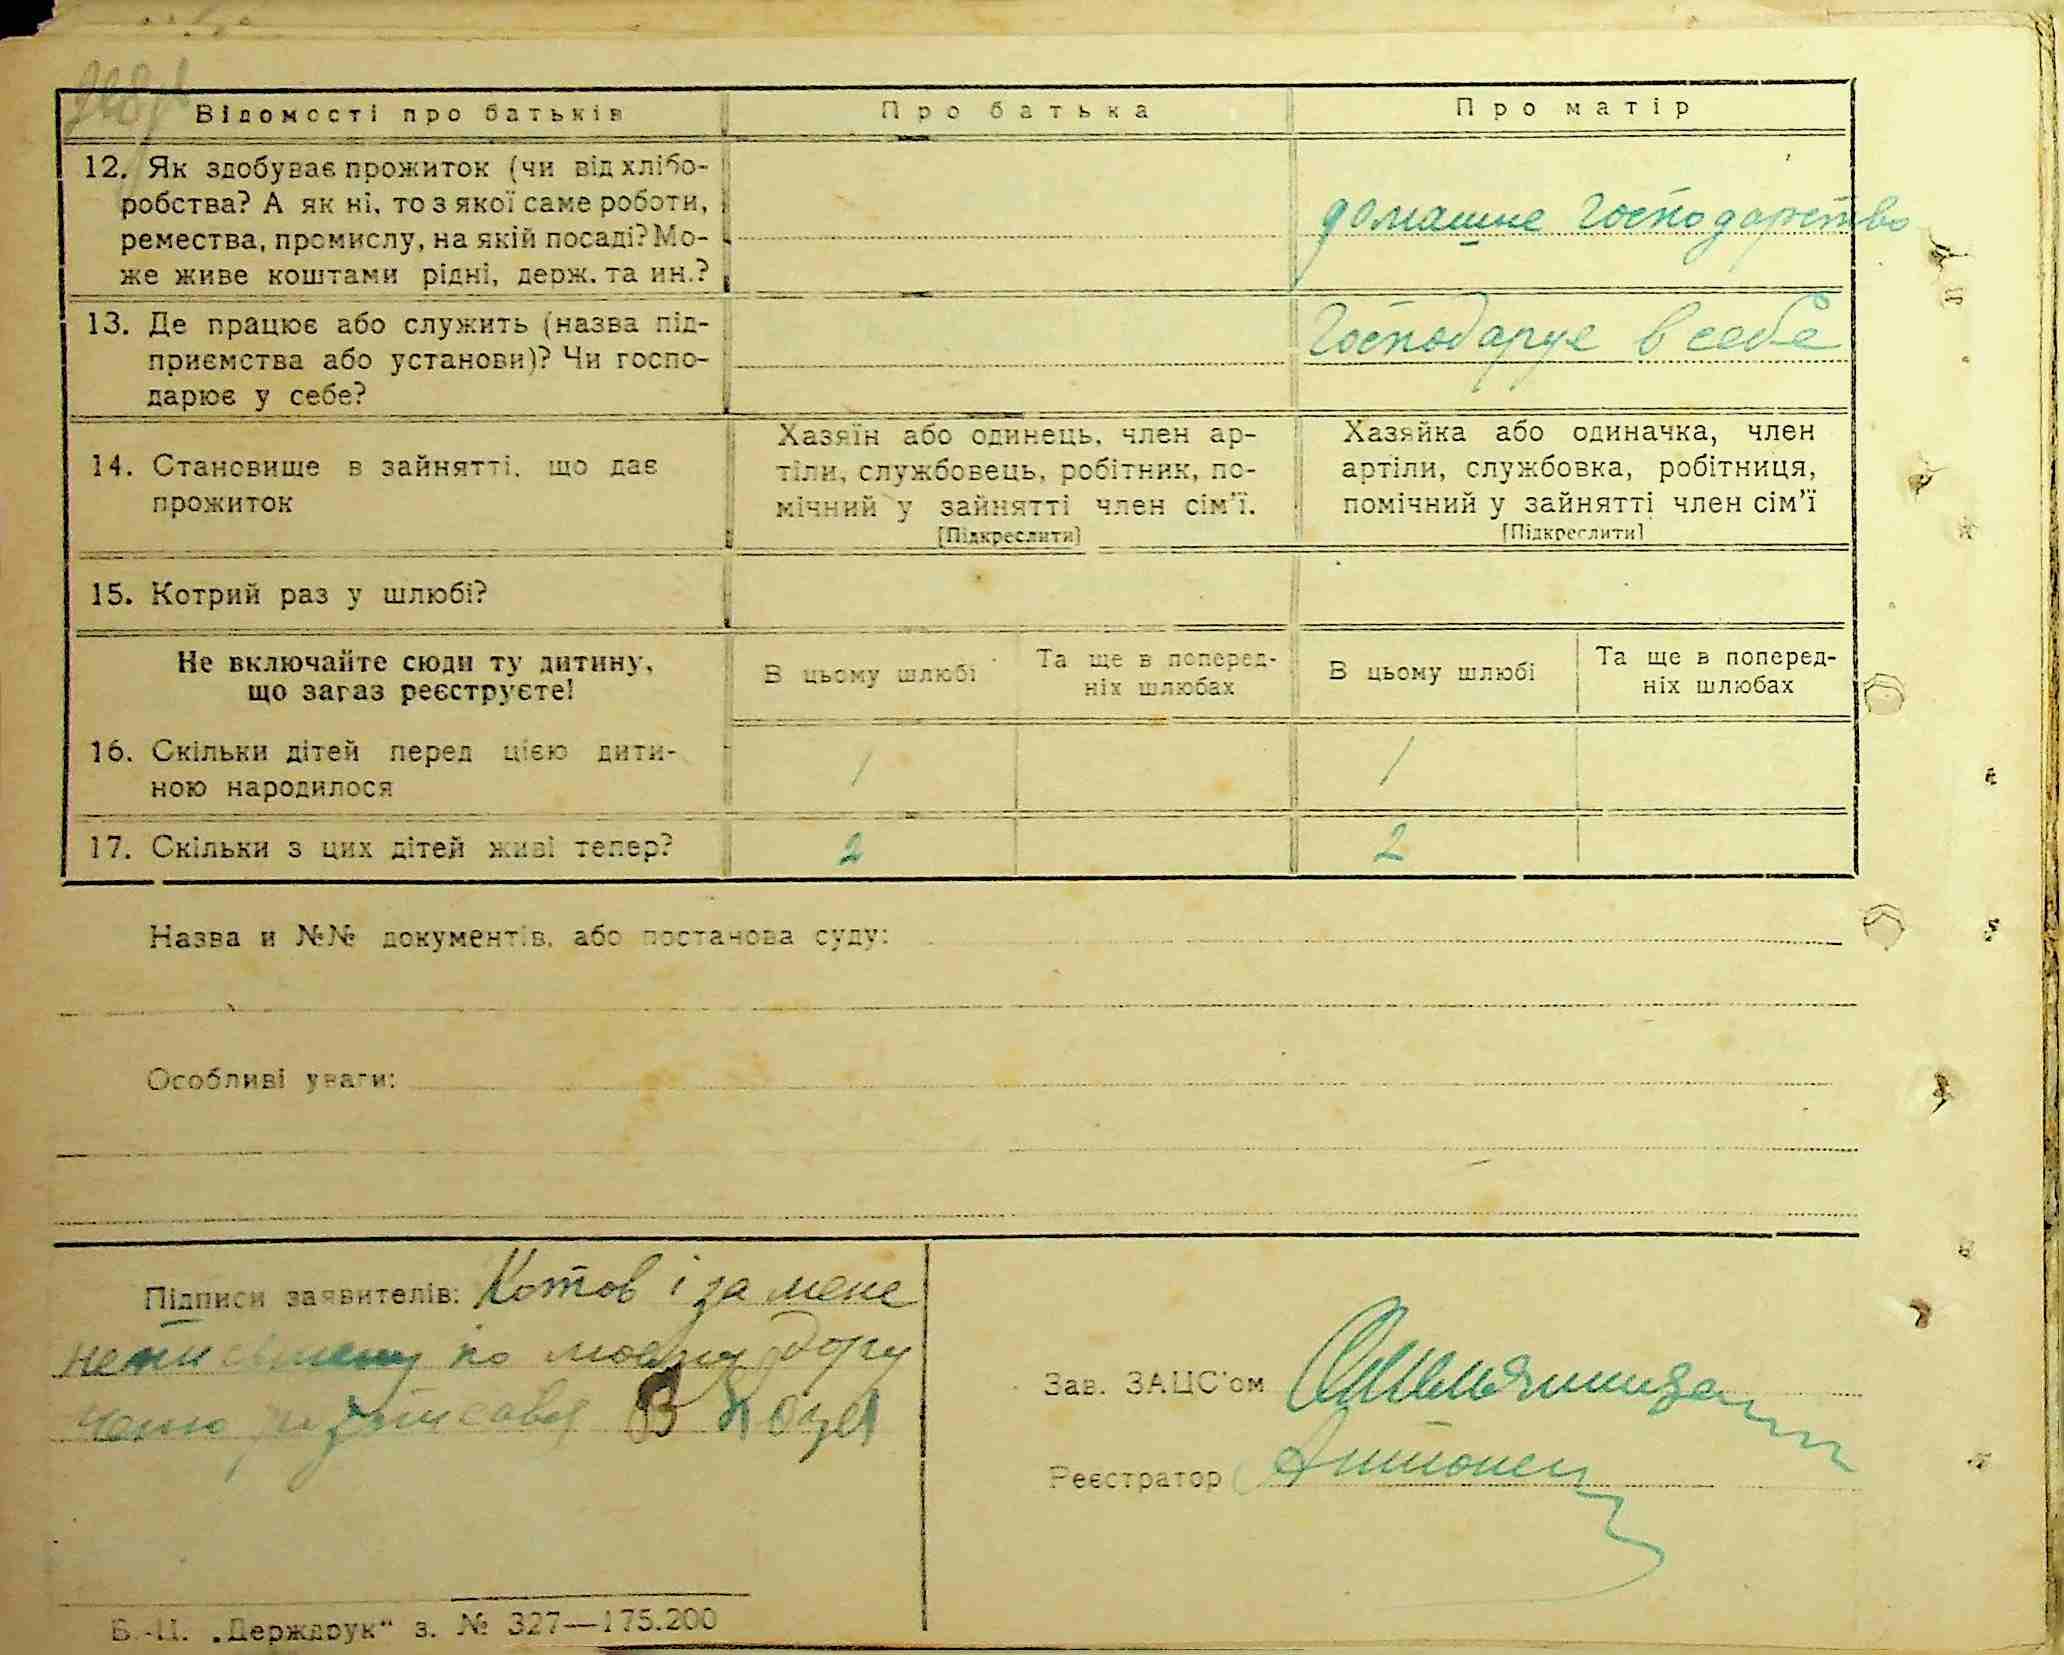 Відомості про батьків
Про батька
Про матір
12. Як здобуває прожиток (чи від хлібо-
робства? А як ні, то з якої саме роботи,
ремества, промислу, на якій посаді? Мо-
же живе коштами рідні, держ. та ин.?
домашне господарство
13. Де працює або служить (назва під-
приємства або установи)? Чи госпо-
дарює у себе?
Господарує в себе
14. Становище в зайнятті, що дає
прожиток
Хазяїн або одинець, член ар-
тіли, службовець, робітник, по-
мічний у зайнятті член сім'ї.
[Підкреслити]
Хазяйка або одиначка, член
артіли, службовка, робітниця,
помічний у зайнятті член сім'ї
[Підкреслити]
15. Котрий раз у шлюбі?
Не включайте сюди ту дитину,
що зараз реєструєте!
В цьому шлюбі
Та ще в поперед-
ніх шлюбах
В цьому шлюбі
Та ще в поперед-
ніх шлюбах
16. Скільки дітей перед цією дити-
ною народилося
1
1
17. Скільки з цих дітей живі тепер?
2
2
Назва и №№ документів, або постанова суду:
Особливі уваги:
Підписи заявителів: Котов і за мене
по моєму дору
В Козел
Зав. ЗАЦС'ом
Реєстратор Антонец
Б.-Ц. „Держдрук“ з. № 327—175.200